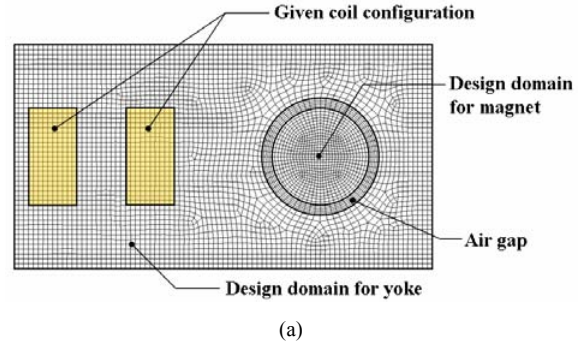 Given coil configuration
Design domain
for magnet
Air gap
Design domain for yoke
(a)